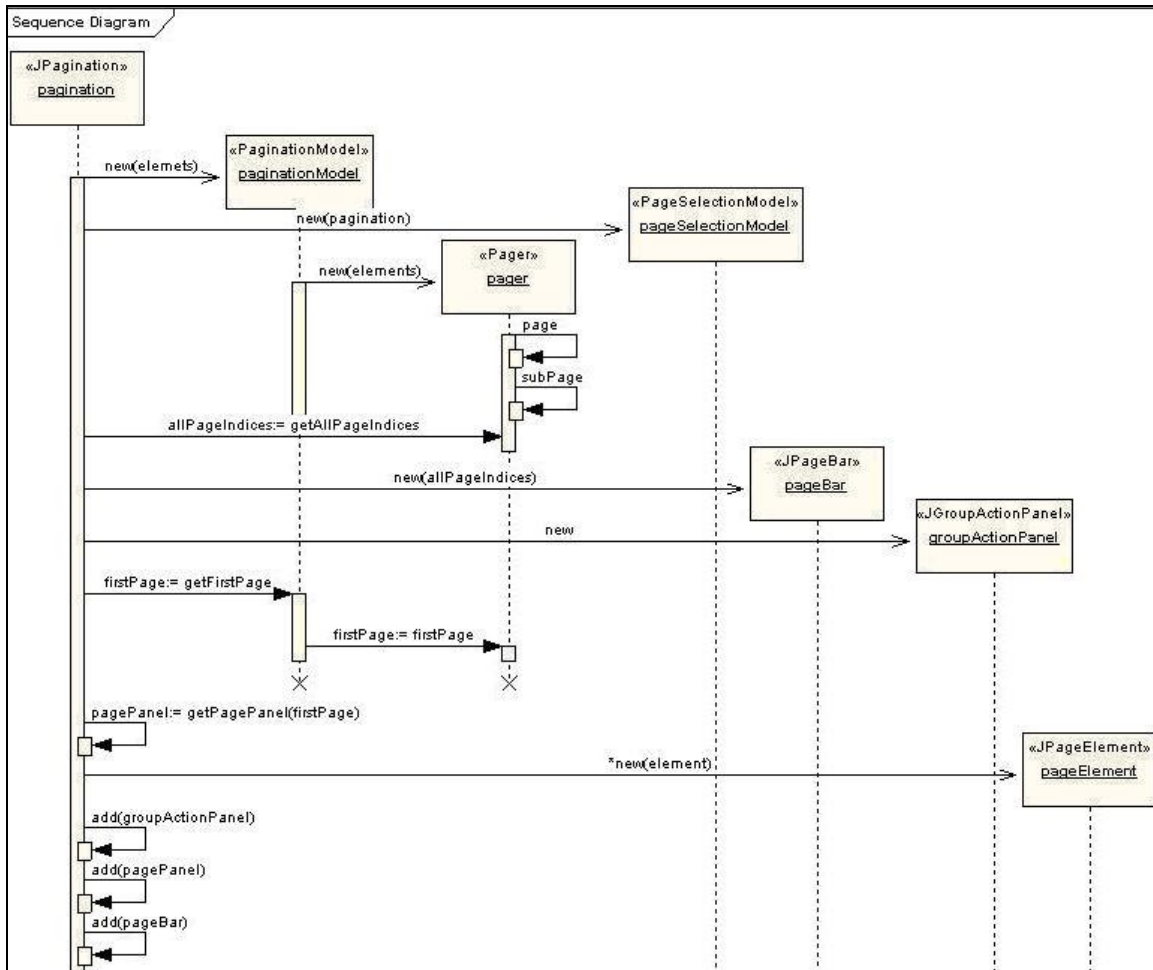 Sequence Diagram
«JPagination»
pagination
«PaginationModel»
paginationModel
new(elemets)
«PageSelectionModel»
pageSelectionModel
new(pagination)
«Pager»
pager
new(elements)
page
subPage
allPageIndices:= getAllPageIndices
«JPageBar»
pageBar
new(allPageIndices)
«JGroupActionPanel»
groupActionPanel
new
firstPage:= getFirstPage
firstPage:= firstPage
pagePanel:= getPagePanel(firstPage)
«JPageElement»
pageElement
*new(element)
add(groupActionPanel)
add(pagePanel)
add(pageBar)